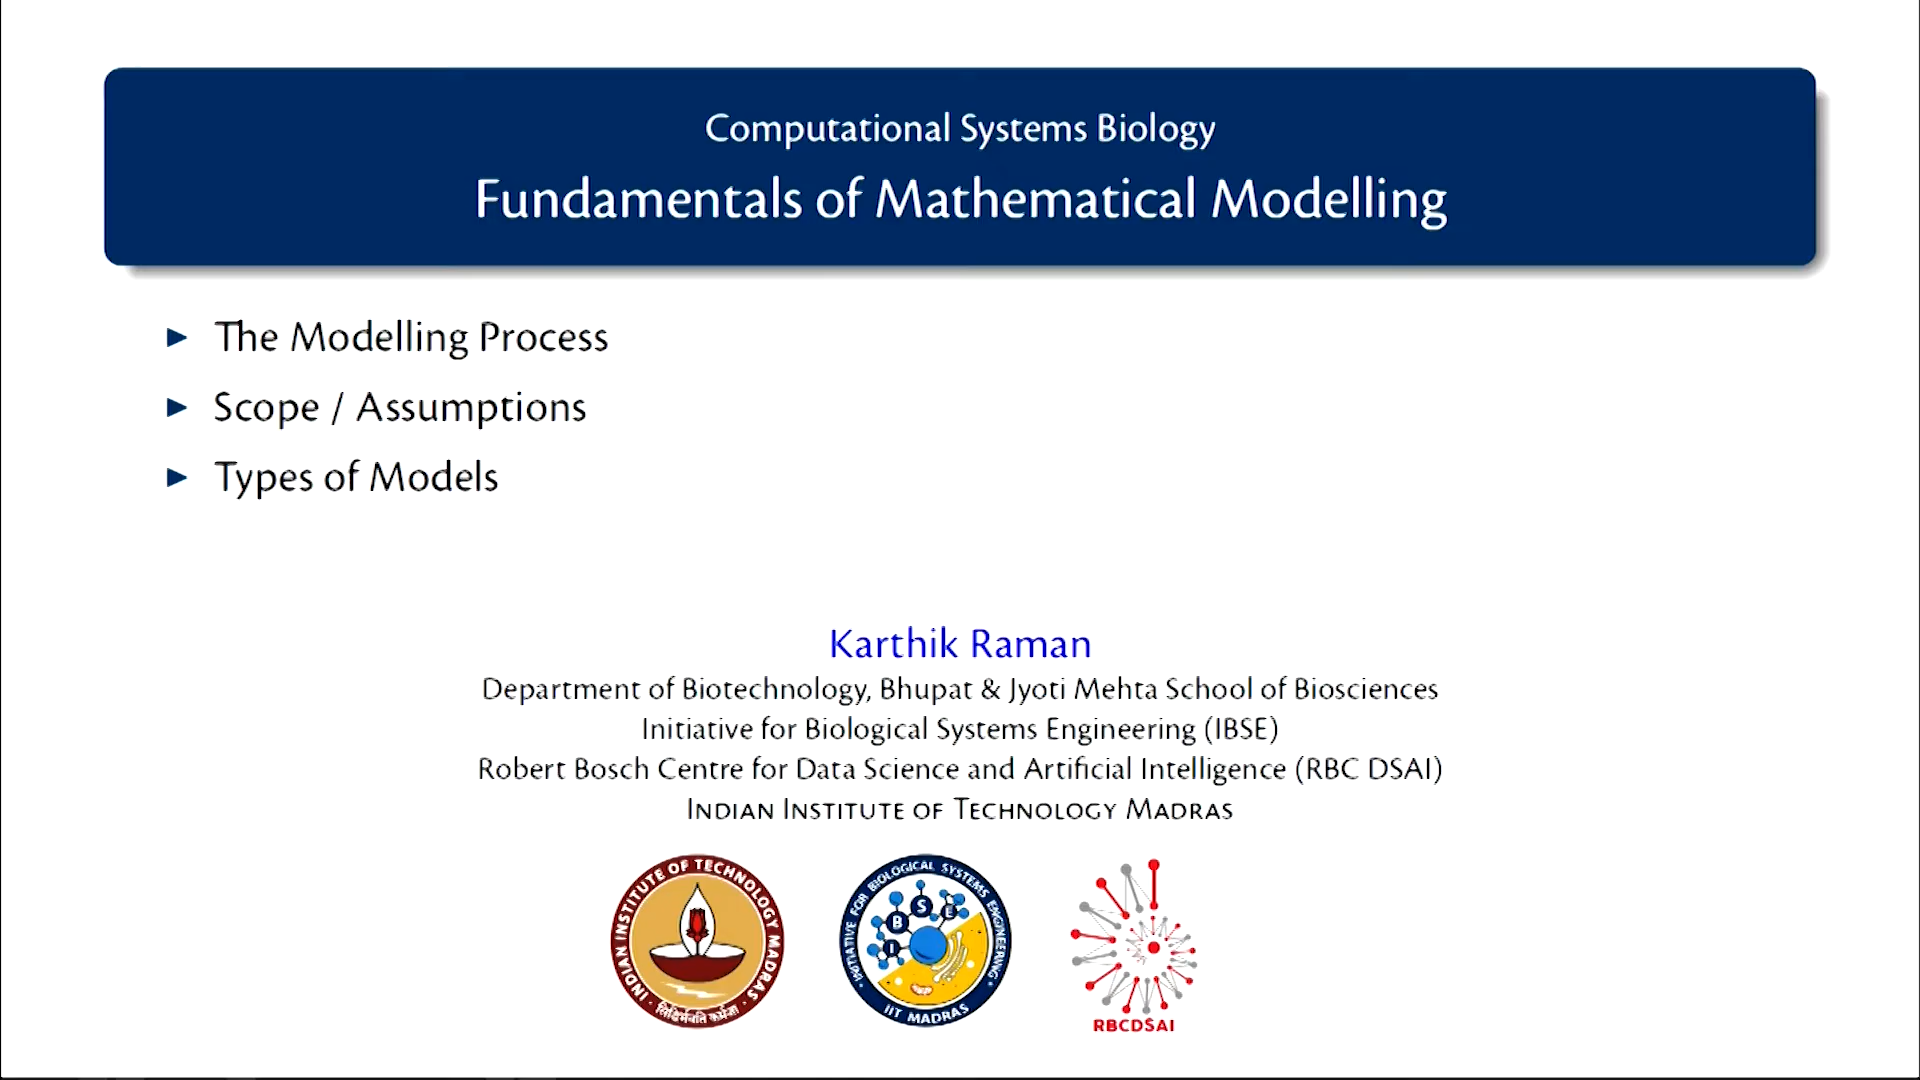 Computational Systems Biology
Fundamentals of Mathematical Modelling
The Modelling Process
Scope / Assumptions
Types of Models
Karthik Raman
Department of Biotechnology, Bhupat & Jyoti Mehta School of Biosciences
Initiative for Biological Systems Engineering (IBSE)
Robert Bosch Centre for Data Science and Artificial Intelligence (RBC DSAI)
INDIAN INSTITUTE OF TECHNOLOGY MADRAS
INDIAN INSTITUTE OF TECHNOLOGY MADRAS
सिद्धिर्भवति कर्मजा
INITIATIVE FOR BIOLOGICAL SYSTEMS ENGINEERING
I B S E
IIT MADRAS
RBCDSAI